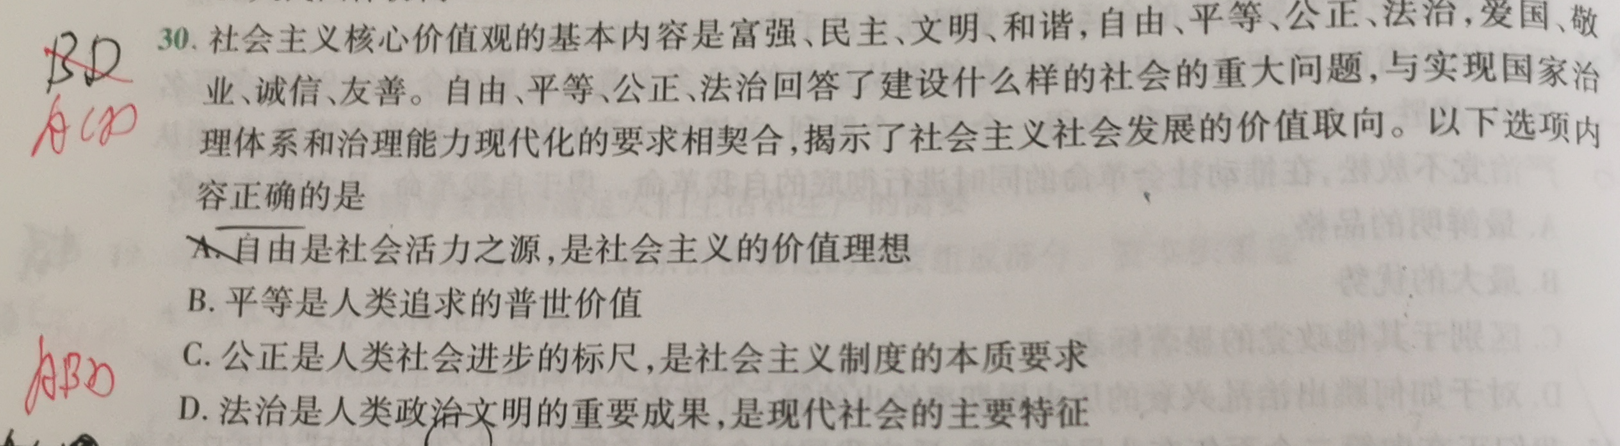 BD
ACD
30. 社会主义核心价值观的基本内容是富强、民主、文明、和谐,自由、平等、公正、法治,爱国、敬
业、诚信、友善。自由、平等、公正、法治回答了建设什么样的社会的重大问题,与实现国家治
理体系和治理能力现代化的要求相契合,揭示了社会主义社会发展的价值取向。以下选项内
容正确的是
A. 自由是社会活力之源,是社会主义的价值理想
B. 平等是人类追求的普世价值
C. 公正是人类社会进步的标尺,是社会主义制度的本质要求
ABD
D. 法治是人类政治文明的重要成果,是现代社会的主要特征